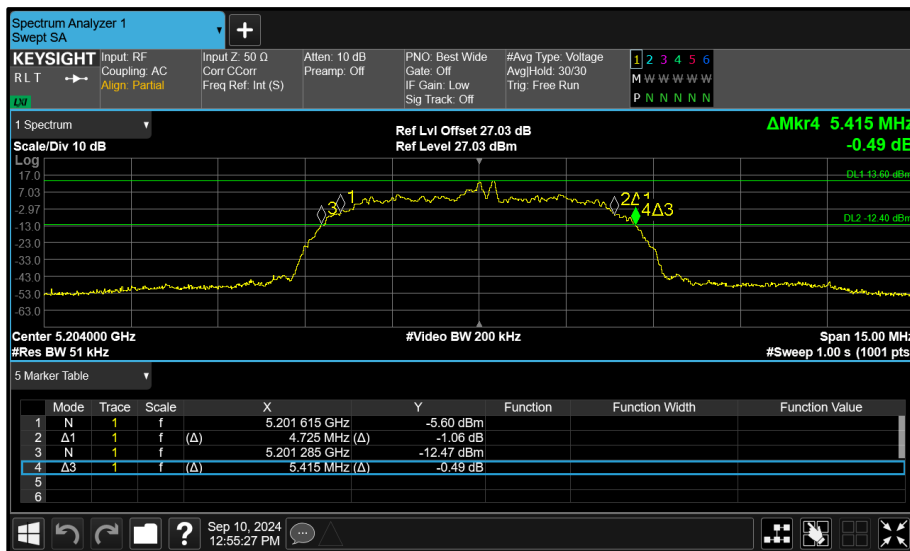 Spectrum Analyzer 1
Swept SA
KEYSIGHT
R L T
LXI
Input: RF
Coupling: AC
Align: Partial
Input Z: 50 Ω
Corr CCorr
Freq Ref: Int (S)
Atten: 10 dB
Preamp: Off
PNO: Best Wide
Gate: Off
IF Gain: Low
Sig Track: Off
#Avg Type: Voltage
Avg|Hold: 30/30
Trig: Free Run
1 2 3 4 5 6
M W W W W W
P N N N N N
1 Spectrum
Scale/Div 10 dB
Ref Lvl Offset 27.03 dB
Ref Level 27.03 dBm
ΔMkr4 5.415 MHz
-0.49 dB
Log
17.0
7.03
-2.97
-13.0
-23.0
-33.0
-43.0
-53.0
-63.0
DL1 13.60 dBm
DL2 -12.40 dBm
3
1
2Δ1
4Δ3
Center 5.204000 GHz
#Video BW 200 kHz
Span 15.00 MHz
#Res BW 51 kHz
#Sweep 1.00 s (1001 pts
5 Marker Table
Mode Trace Scale X Y Function Function Width Function Value
1 N 1 f 5.201 615 GHz -5.60 dBm
2 Δ1 1 f (Δ) 4.725 MHz (Δ) -1.06 dB
3 N 1 f 5.201 285 GHz -12.47 dBm
4 Δ3 1 f (Δ) 5.415 MHz (Δ) -0.49 dB
5
6
Sep 10, 2024
12:55:27 PM